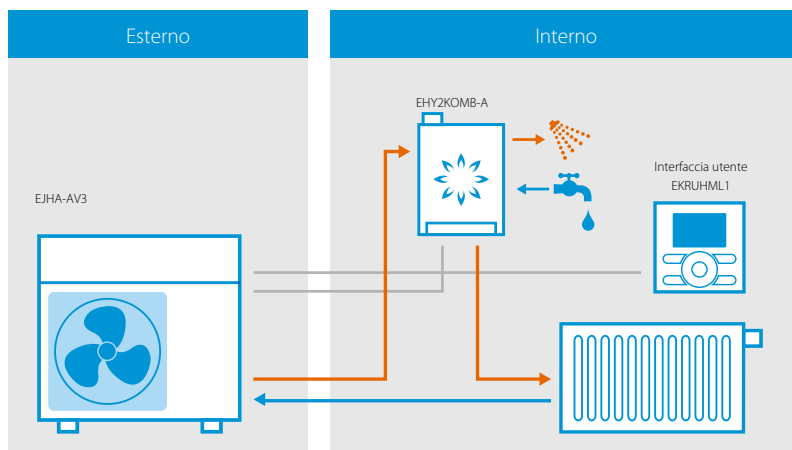 Esterno
Interno
EHY2KOMB-A
Interfaccia utente
EKRUHML1
EJHA-AV3